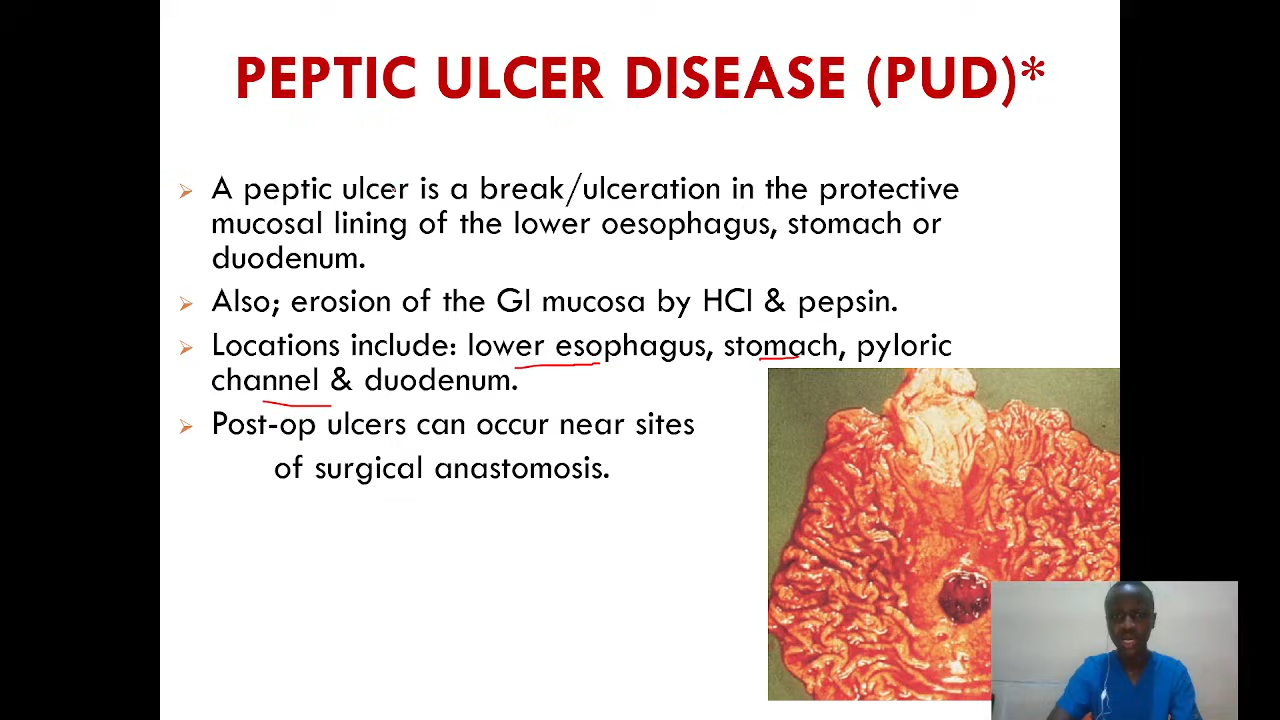 PEPTIC ULCER DISEASE (PUD)*
A peptic ulcer is a break/ulceration in the protective
mucosal lining of the lower oesophagus, stomach or
duodenum.
Also; erosion of the GI mucosa by HCl & pepsin.
Locations include: lower esophagus, stomach, pyloric
channel & duodenum.
Post-op ulcers can occur near sites
of surgical anastomosis.